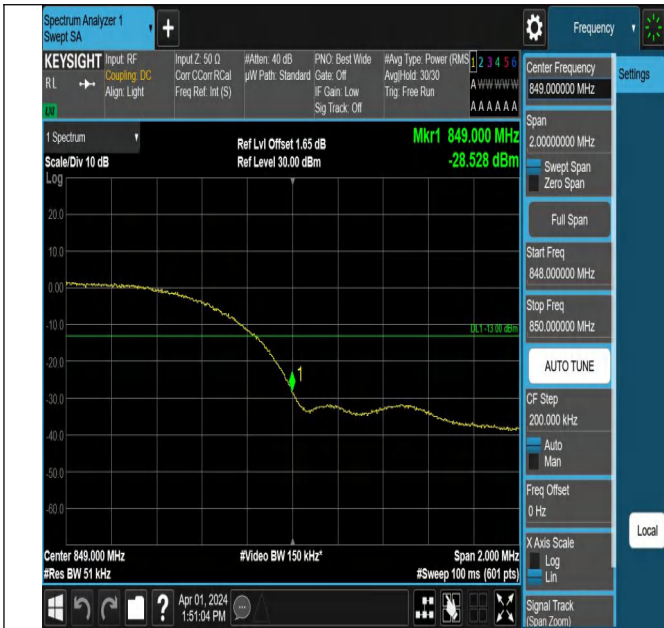 Spectrum Analyzer 1
Swept SA
+
Frequency
KEYSIGHT
RL
LXI
Input: RF
Coupling: DC
Align: Light
Input Z: 50 Ω
Corr CCorr RCal
Freq Ref: Int (S)
#Atten: 40 dB
µW Path: Standard
PNO: Best Wide
Gate: Off
IF Gain: Low
Sig Track: Off
#Avg Type: Power (RMS
Avg|Hold: 30/30
Trig: Free Run
1 2 3 4 5 6
A W W W W W
A A A A A A
Center Frequency
849.000000 MHz
Settings
1 Spectrum
Scale/Div 10 dB
Ref Lvl Offset 1.65 dB
Ref Level 30.00 dBm
Mkr1 849.000 MHz
-28.528 dBm
Log
20.0
10.0
0.00
-10.0
-20.0
-30.0
-40.0
-50.0
-60.0
DL1 -13.00 dBm
1
Span
2.00000000 MHz
Swept Span
Zero Span
Full Span
Start Freq
848.000000 MHz
Stop Freq
850.000000 MHz
AUTO TUNE
CF Step
200.000 kHz
Auto
Man
Freq Offset
0 Hz
X Axis Scale
Log
Lin
Signal Track
(Span Zoom)
Local
Center 849.000 MHz
#Res BW 51 kHz
#Video BW 150 kHz*
Span 2.000 MHz
#Sweep 100 ms (601 pts)
?
Apr 01, 2024
1:51:04 PM